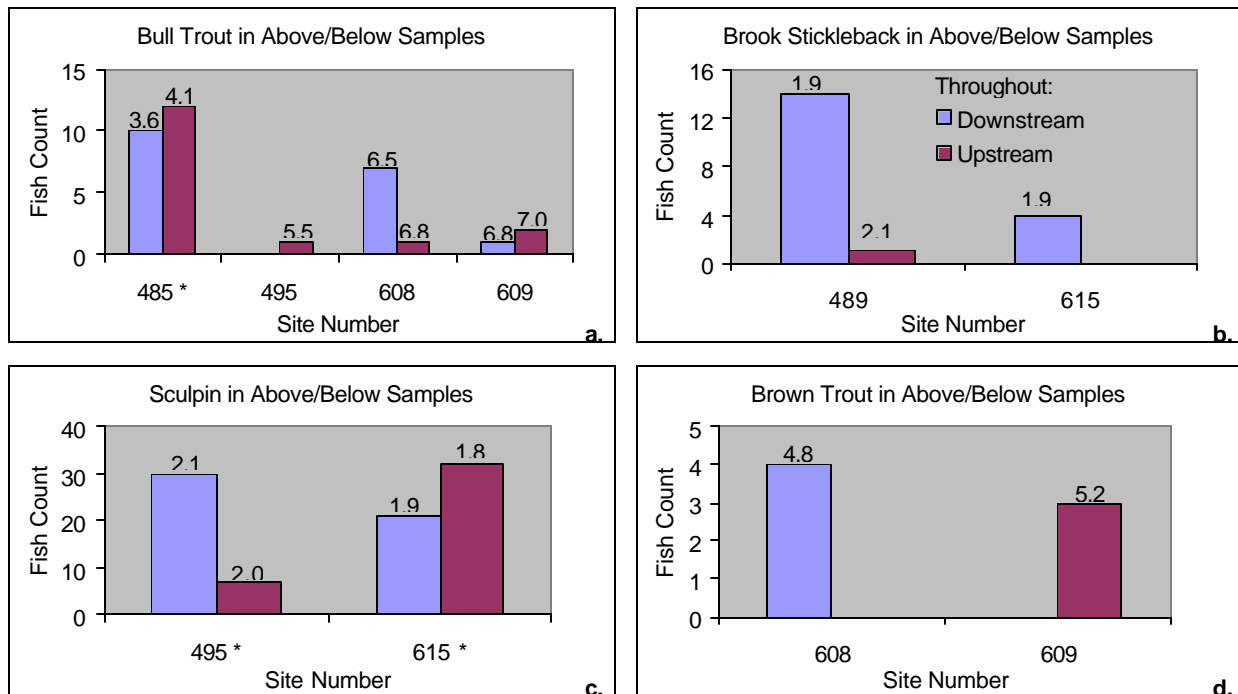 Bull Trout in Above/Below Samples
15
10
5
0
Fish Count
3.6
4.1
5.5
6.5
6.8
6.8
7.0
485 *
495
608
609
Site Number
a.
Brook Stickleback in Above/Below Samples
16
12
8
4
0
Fish Count
1.9
2.1
1.9
Throughout:
Downstream
Upstream
489
615
Site Number
b.
Sculpin in Above/Below Samples
40
30
20
10
0
Fish Count
2.1
2.0
1.9
1.8
495 *
615 *
Site Number
c.
Brown Trout in Above/Below Samples
5
4
3
2
1
0
Fish Count
4.8
5.2
608
609
Site Number
d.